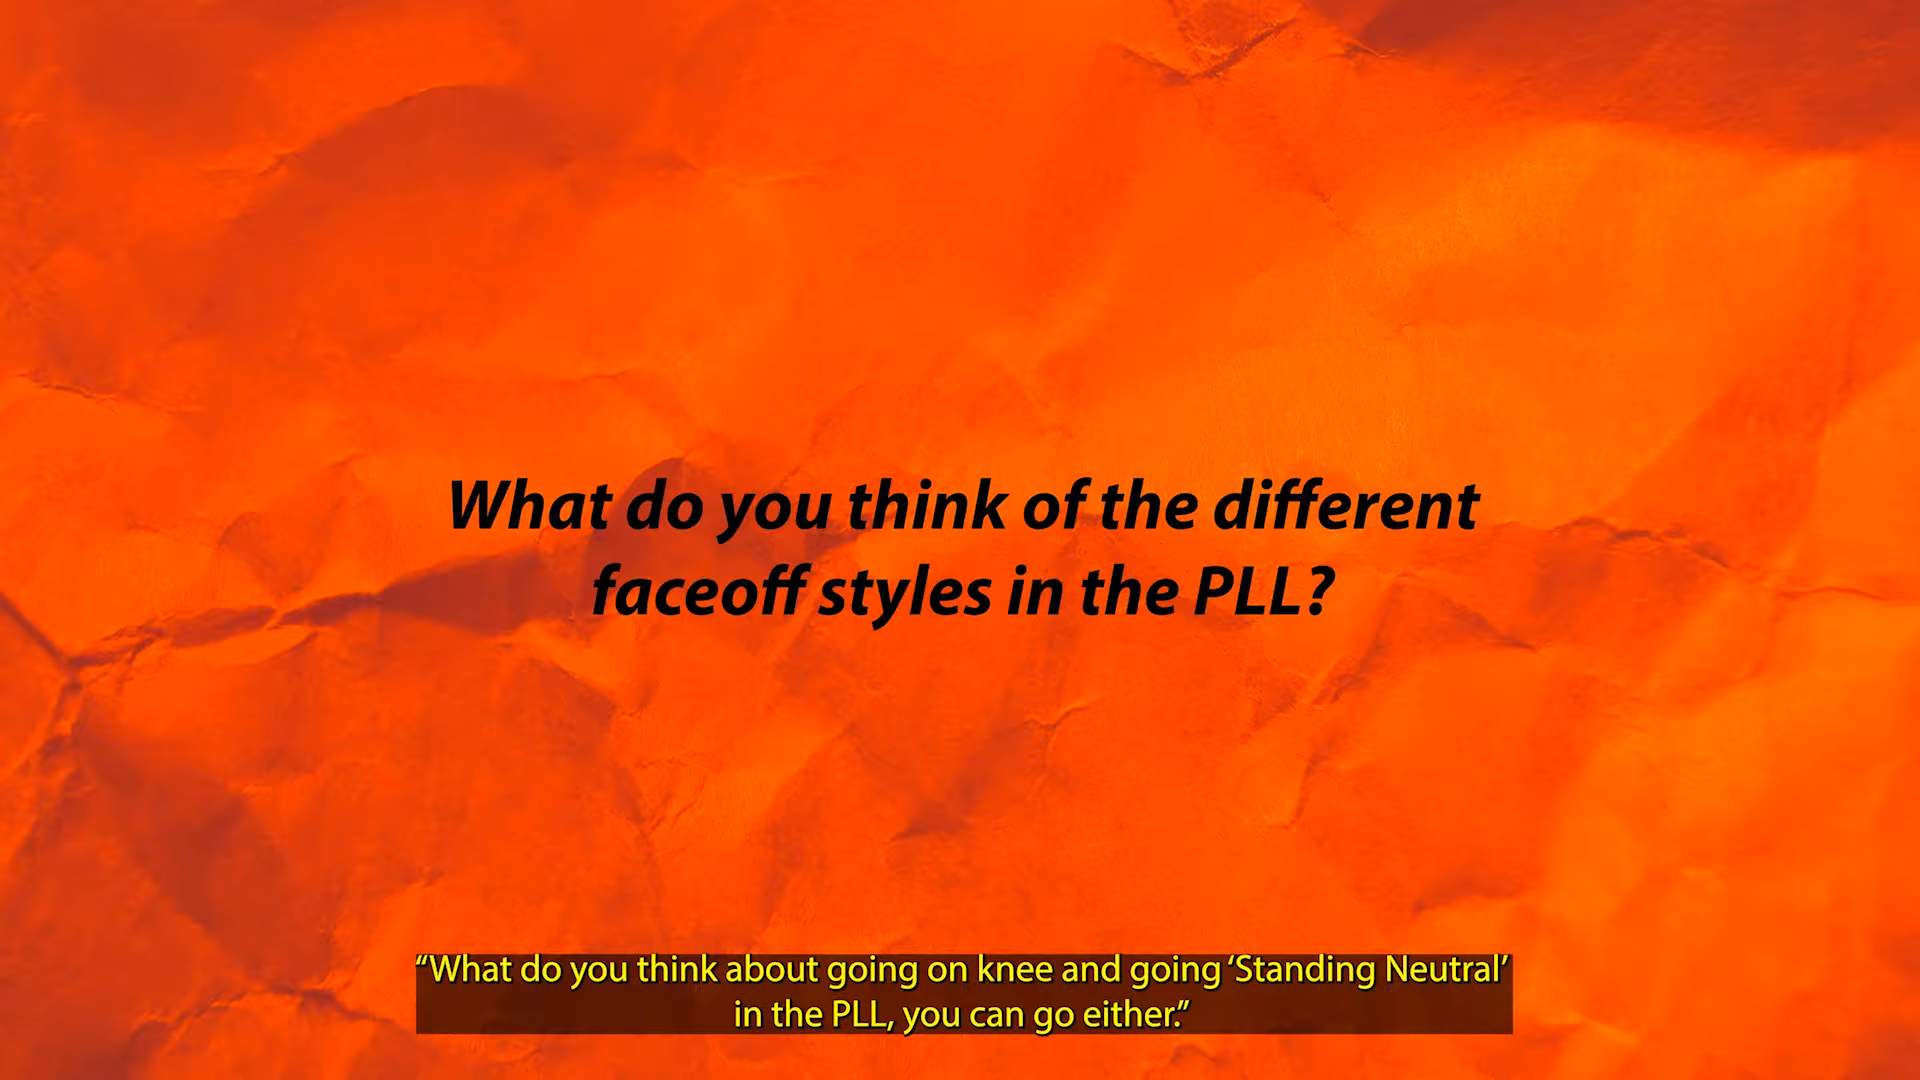 What do you think of the different
faceoff styles in the PLL?
“What do you think about going on knee and going ‘Standing Neutral’
in the PLL, you can go either.”